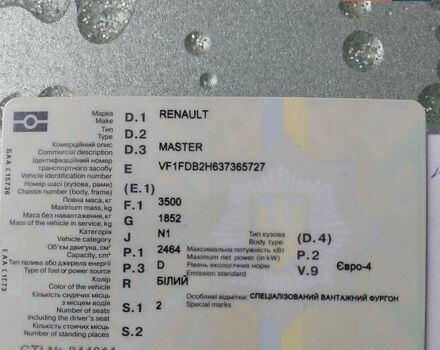 Марка
Make D.1 RENAULT
Тип
Type D.2
Комерційний опис
Commercial description D.3 MASTER
Ідентифікаційний номер
транспортного засобу E VF1FDB2H637365727
Vehicle identification number
Номер шасі (кузова, рами)
Chassis number (body, frame) (E.1)
Повна маса, кг
Maximum mass, kg F.1 3500
Маса без навантаження, кг
Mass of the vehicle in service, kg G 1852
Категорія
Vehicle category J N1 Тип кузова
Body type (D.4)
Об'єм двигуна, см³
Capacity, cm³ P.1 2464 Максимальна потужність кВт
Maximum net power (in kW) P.2
Тип палива або джерело енергії
Type of fuel or power source P.3 D Рівень екологічних норм
Emission standard V.9 Євро-4
Колір
Color of the vehicle R БІЛИЙ
Кількість сидячих місць
з місцем водія
Number of seats S.1 2 Особливі відмітки: СПЕЦІАЛІЗОВАНИЙ ВАНТАЖНИЙ ФУРГОН
including the driver's seat Special marks
Кількість стоячих місць
Number of standing places S.2